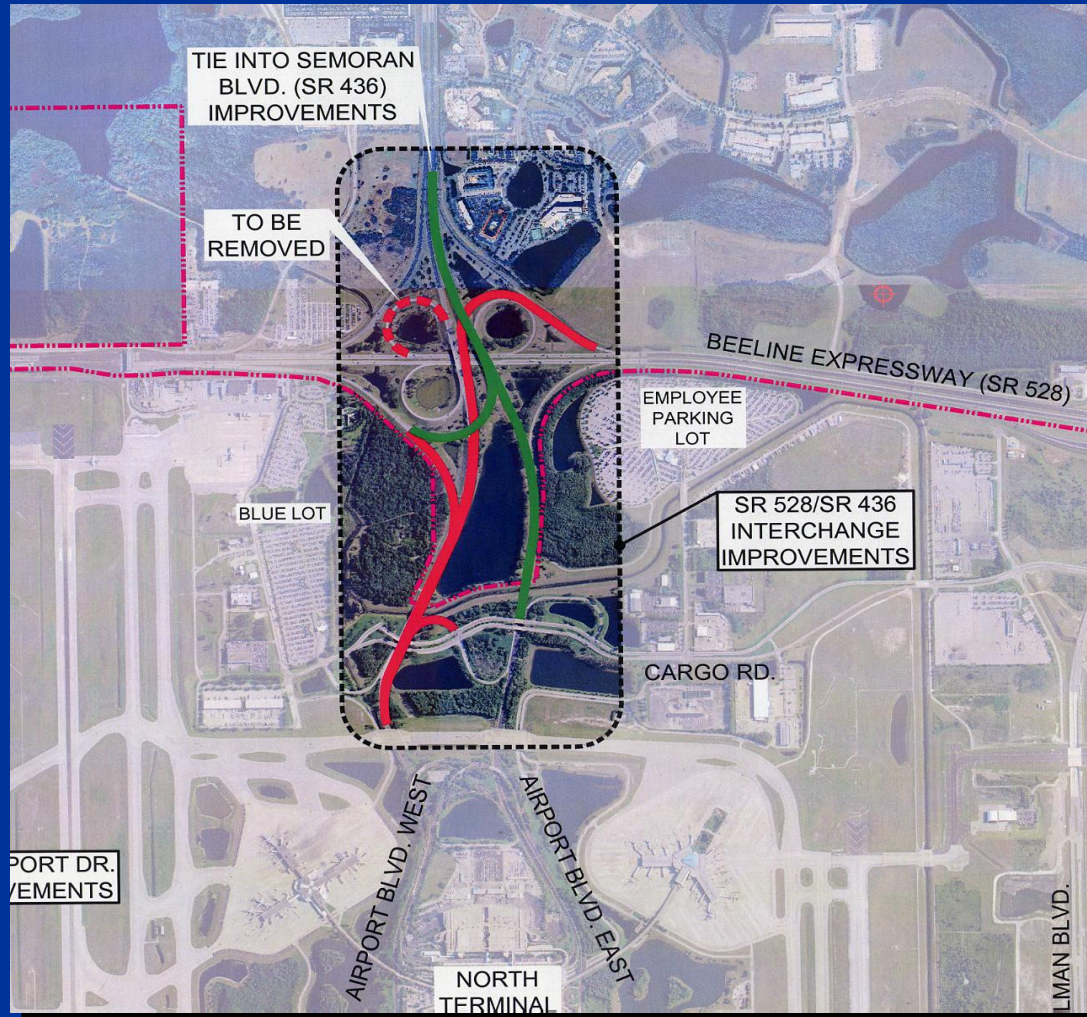 TIE INTO SEMORAN
BLVD. (SR 436)
IMPROVEMENTS
TO BE
REMOVED
BEELINE EXPRESSWAY (SR 528)
EMPLOYEE
PARKING
LOT
BLUE LOT
SR 528/SR 436
INTERCHANGE
IMPROVEMENTS
CARGO RD.
AIRPORT BLVD. WEST
AIRPORT BLVD. EAST
PORT DR.
VEMENTS
NORTH
TERMINAL
LMAN BLVD.